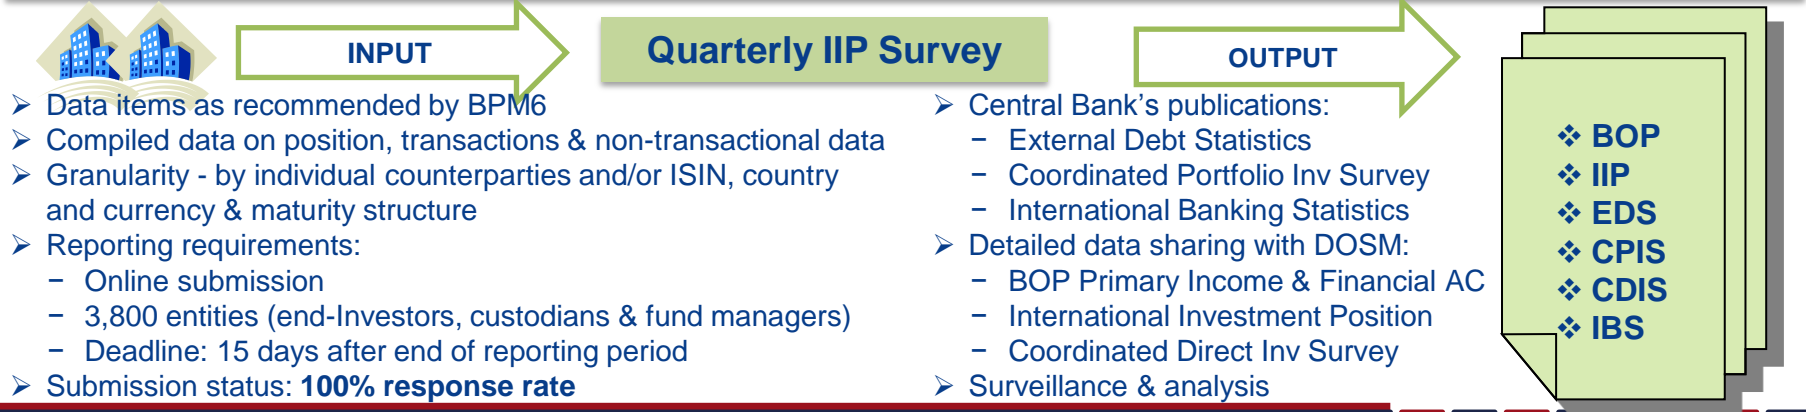 INPUT
Quarterly IIP Survey
OUTPUT
➢ Data items as recommended by BPM6
➢ Compiled data on position, transactions & non-transactional data
➢ Granularity - by individual counterparties and/or ISIN, country
and currency & maturity structure
➢ Reporting requirements:
− Online submission
− 3,800 entities (end-Investors, custodians & fund managers)
− Deadline: 15 days after end of reporting period
➢ Submission status: 100% response rate
➢ Central Bank's publications:
− External Debt Statistics
− Coordinated Portfolio Inv Survey
− International Banking Statistics
➢ Detailed data sharing with DOSM:
− BOP Primary Income & Financial AC
− International Investment Position
− Coordinated Direct Inv Survey
➢ Surveillance & analysis
❖ BOP
❖ IIP
❖ EDS
❖ CPIS
❖ CDIS
❖ IBS